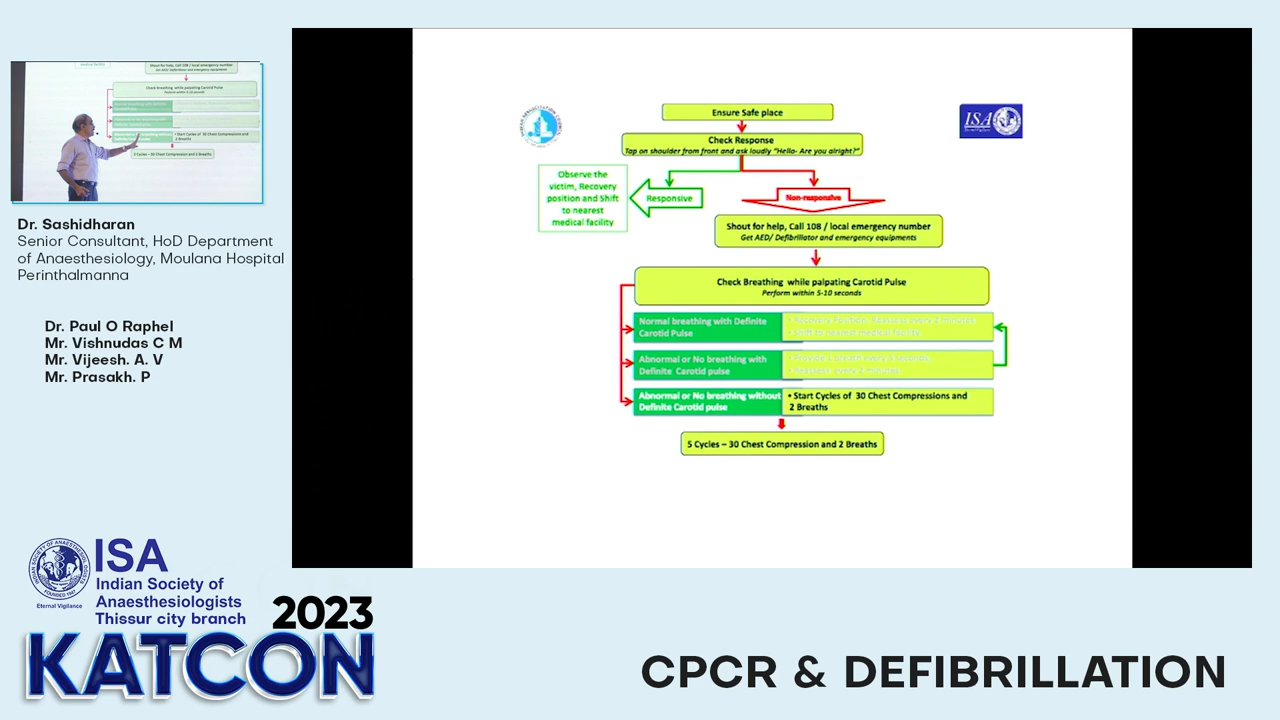 Dr. Sashidharan
Senior Consultant, HoD Department
of Anaesthesiology, Moulana Hospital
Perinthalmanna
Dr. Paul O Raphel
Mr. Vishnudas C M
Mr. Vijeesh. A. V
Mr. Prasakh. P
Ensure Safe place
Check Response
Tap on shoulder from front and ask loudly "Hello- Are you alright?"
Observe the
victim, Recovery
position and Shift
to nearest
medical facility
Responsive
Non-responsive
Shout for help, Call 108 / local emergency number
Get AED/ Defibrillator and emergency equipments
Check Breathing while palpating Carotid Pulse
Perform within 5-10 seconds
Normal breathing with Definite
Carotid Pulse
Abnormal or No breathing with
Definite Carotid pulse
Abnormal or No breathing without
Definite Carotid pulse
• Start Cycles of 30 Chest Compressions and
2 Breaths
5 Cycles – 30 Chest Compression and 2 Breaths
ISA
ISA
Indian Society of
Anaesthesiologists
Thissur city branch
Eternal Vigilance
2023
KATCON
CPCR & DEFIBRILLATION